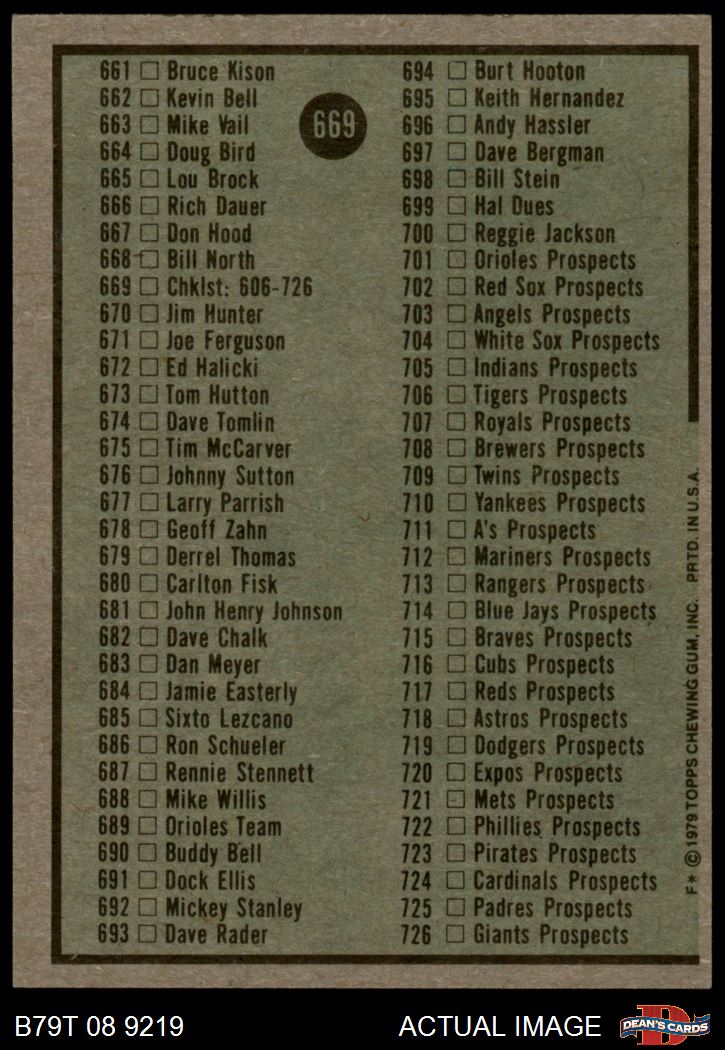 669
661 Bruce Kison
662 Kevin Bell
663 Mike Vail
664 Doug Bird
665 Lou Brock
666 Rich Dauer
667 Don Hood
668 Bill North
669 Chklst: 606-726
670 Jim Hunter
671 Joe Ferguson
672 Ed Halicki
673 Tom Hutton
674 Dave Tomlin
675 Tim McCarver
676 Johnny Sutton
677 Larry Parrish
678 Geoff Zahn
679 Derrel Thomas
680 Carlton Fisk
681 John Henry Johnson
682 Dave Chalk
683 Dan Meyer
684 Jamie Easterly
685 Sixto Lezcano
686 Ron Schueler
687 Rennie Stennett
688 Mike Willis
689 Orioles Team
690 Buddy Bell
691 Dock Ellis
692 Mickey Stanley
693 Dave Rader
694 Burt Hooton
695 Keith Hernandez
696 Andy Hassler
697 Dave Bergman
698 Bill Stein
699 Hal Dues
700 Reggie Jackson
701 Orioles Prospects
702 Red Sox Prospects
703 Angels Prospects
704 White Sox Prospects
705 Indians Prospects
706 Tigers Prospects
707 Royals Prospects
708 Brewers Prospects
709 Twins Prospects
710 Yankees Prospects
711 A's Prospects
712 Mariners Prospects
713 Rangers Prospects
714 Blue Jays Prospects
715 Braves Prospects
716 Cubs Prospects
717 Reds Prospects
718 Astros Prospects
719 Dodgers Prospects
720 Expos Prospects
721 Mets Prospects
722 Phillies Prospects
723 Pirates Prospects
724 Cardinals Prospects
725 Padres Prospects
726 Giants Prospects
F* © 1979 TOPPS CHEWING GUM, INC. PRTD. IN U.S.A.
B79T 08 9219
ACTUAL IMAGE
D
DEAN'S CARDS